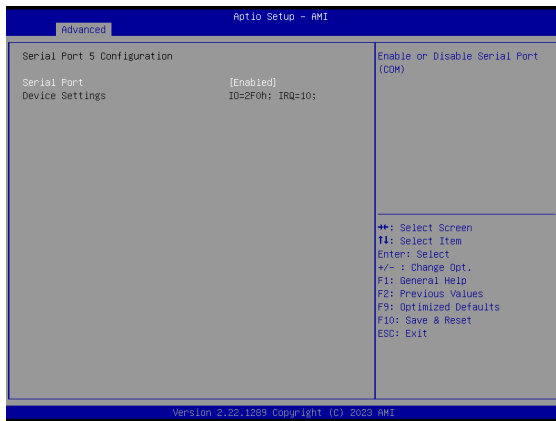 Aptio Setup - AMI
Advanced
Serial Port 5 Configuration
Serial Port [Enabled]
Device Settings IO=2F0h; IRQ=10;
Enable or Disable Serial Port
(COM)
→←: Select Screen
↑↓: Select Item
Enter: Select
+/- : Change Opt.
F1: General Help
F2: Previous Values
F9: Optimized Defaults
F10: Save & Reset
ESC: Exit
Version 2.22.1289 Copyright (C) 2023 AMI